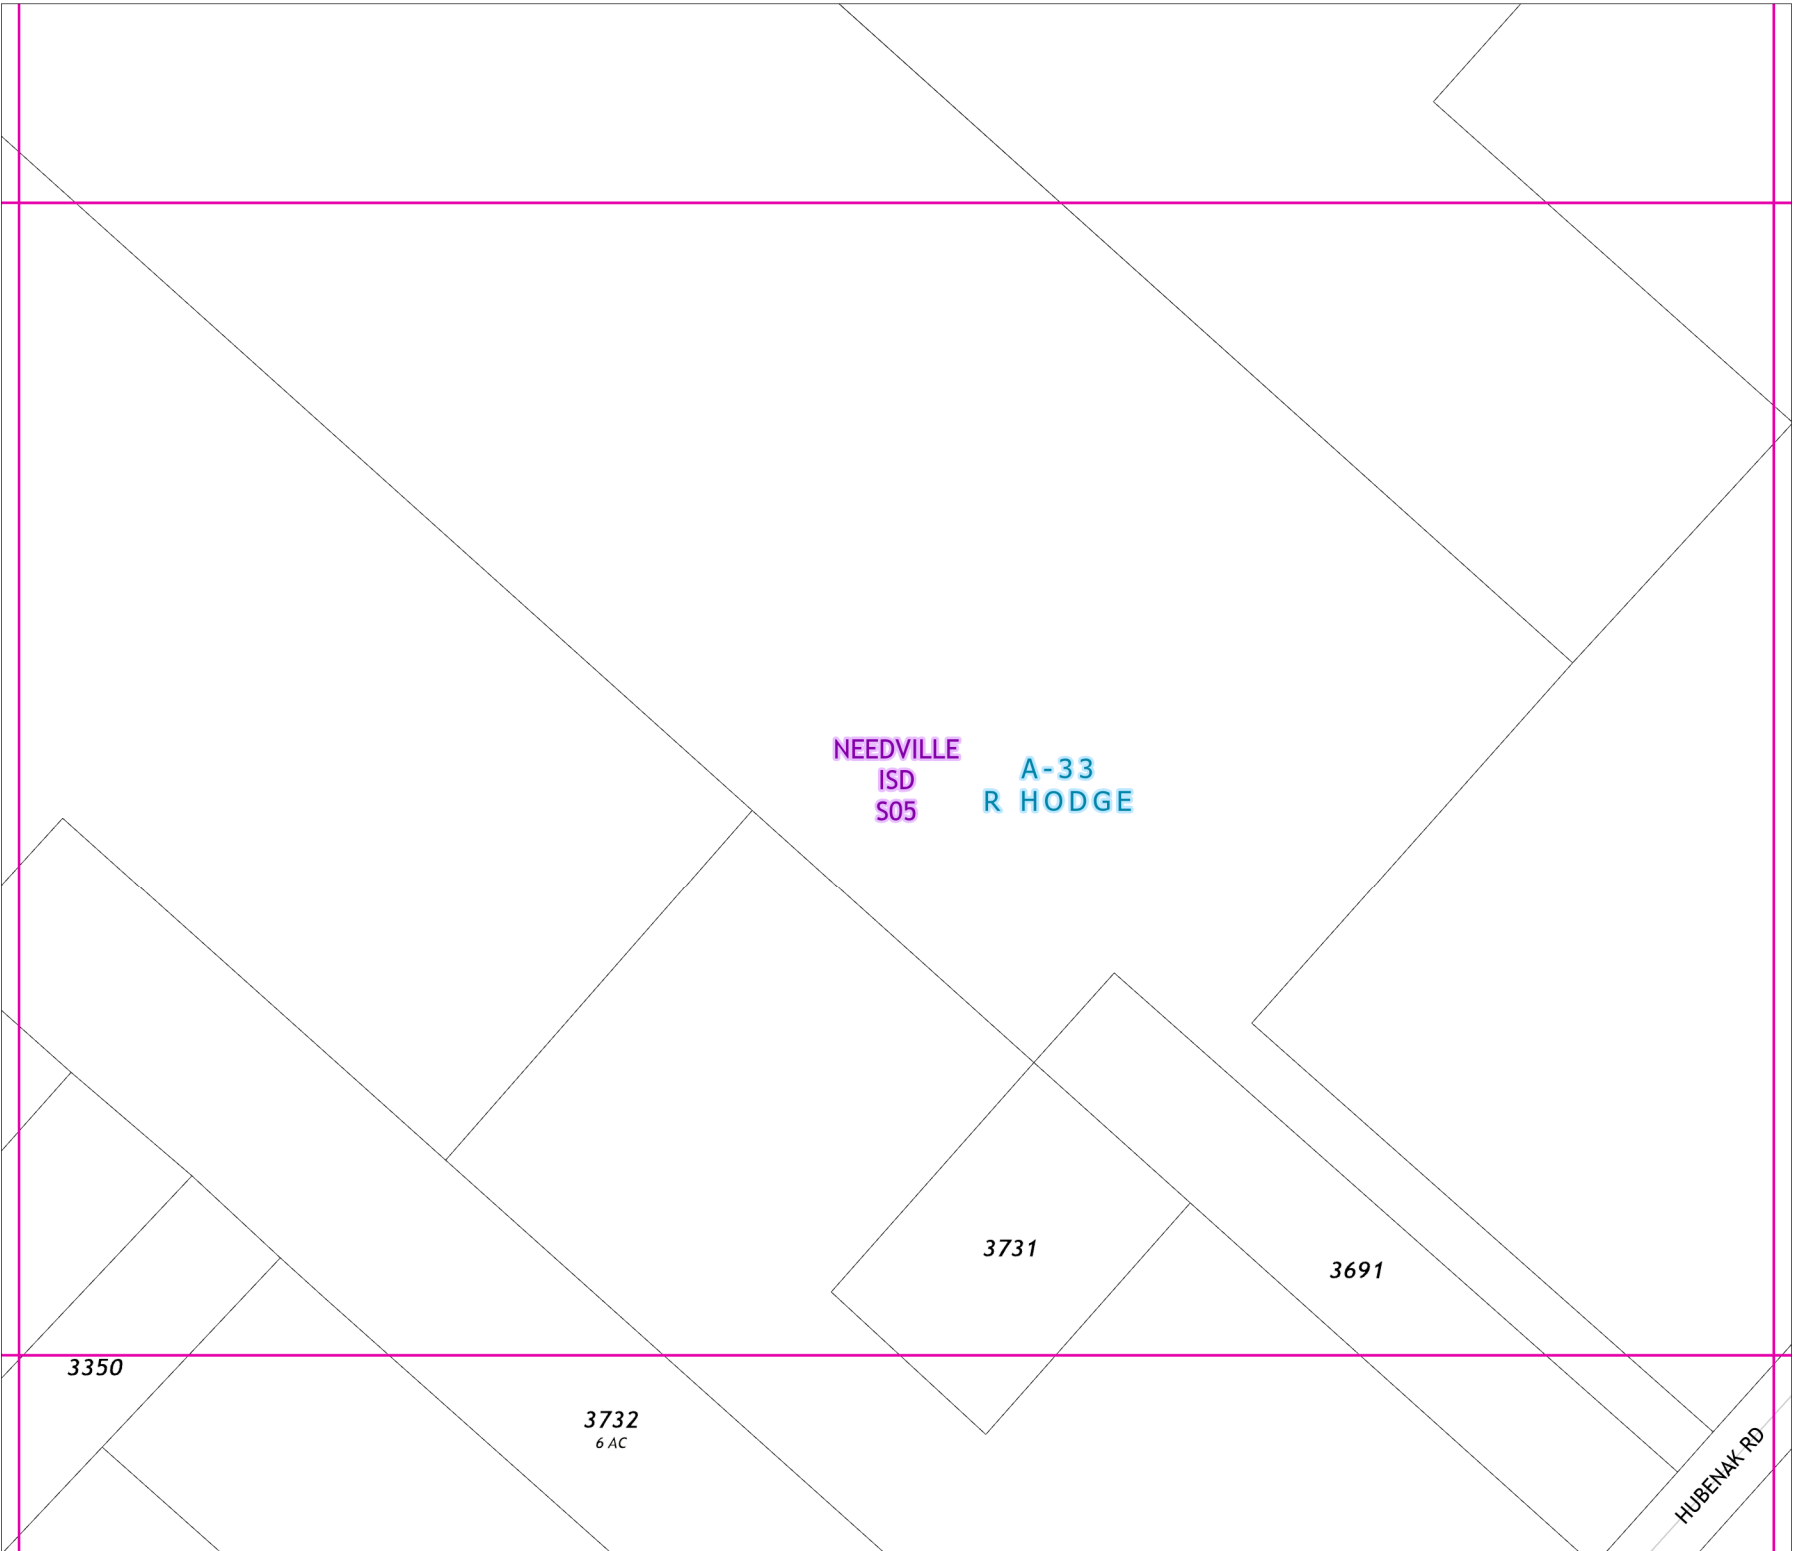 NEEDVILLE
ISD
S05
A-33
R HODGE
3731
3691
3350
3732
6 AC
HUBENAK RD